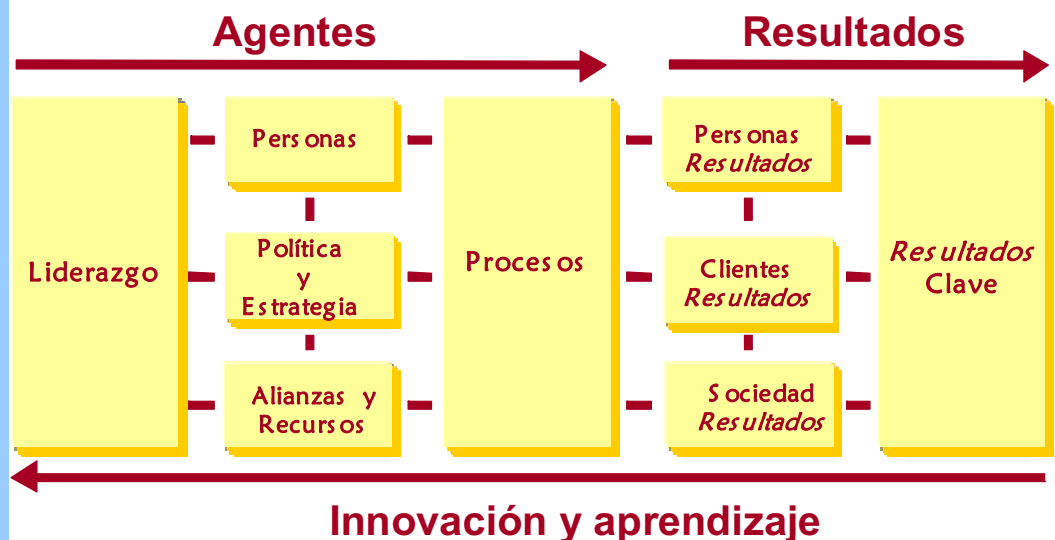 Agentes
Resultados
Liderazgo
Personas
Política
y
Estrategia
Alianzas y
Recursos
Procesos
Personas
Resultados
Clientes
Resultados
Sociedad
Resultados
Resultados
Clave
Innovación y aprendizaje